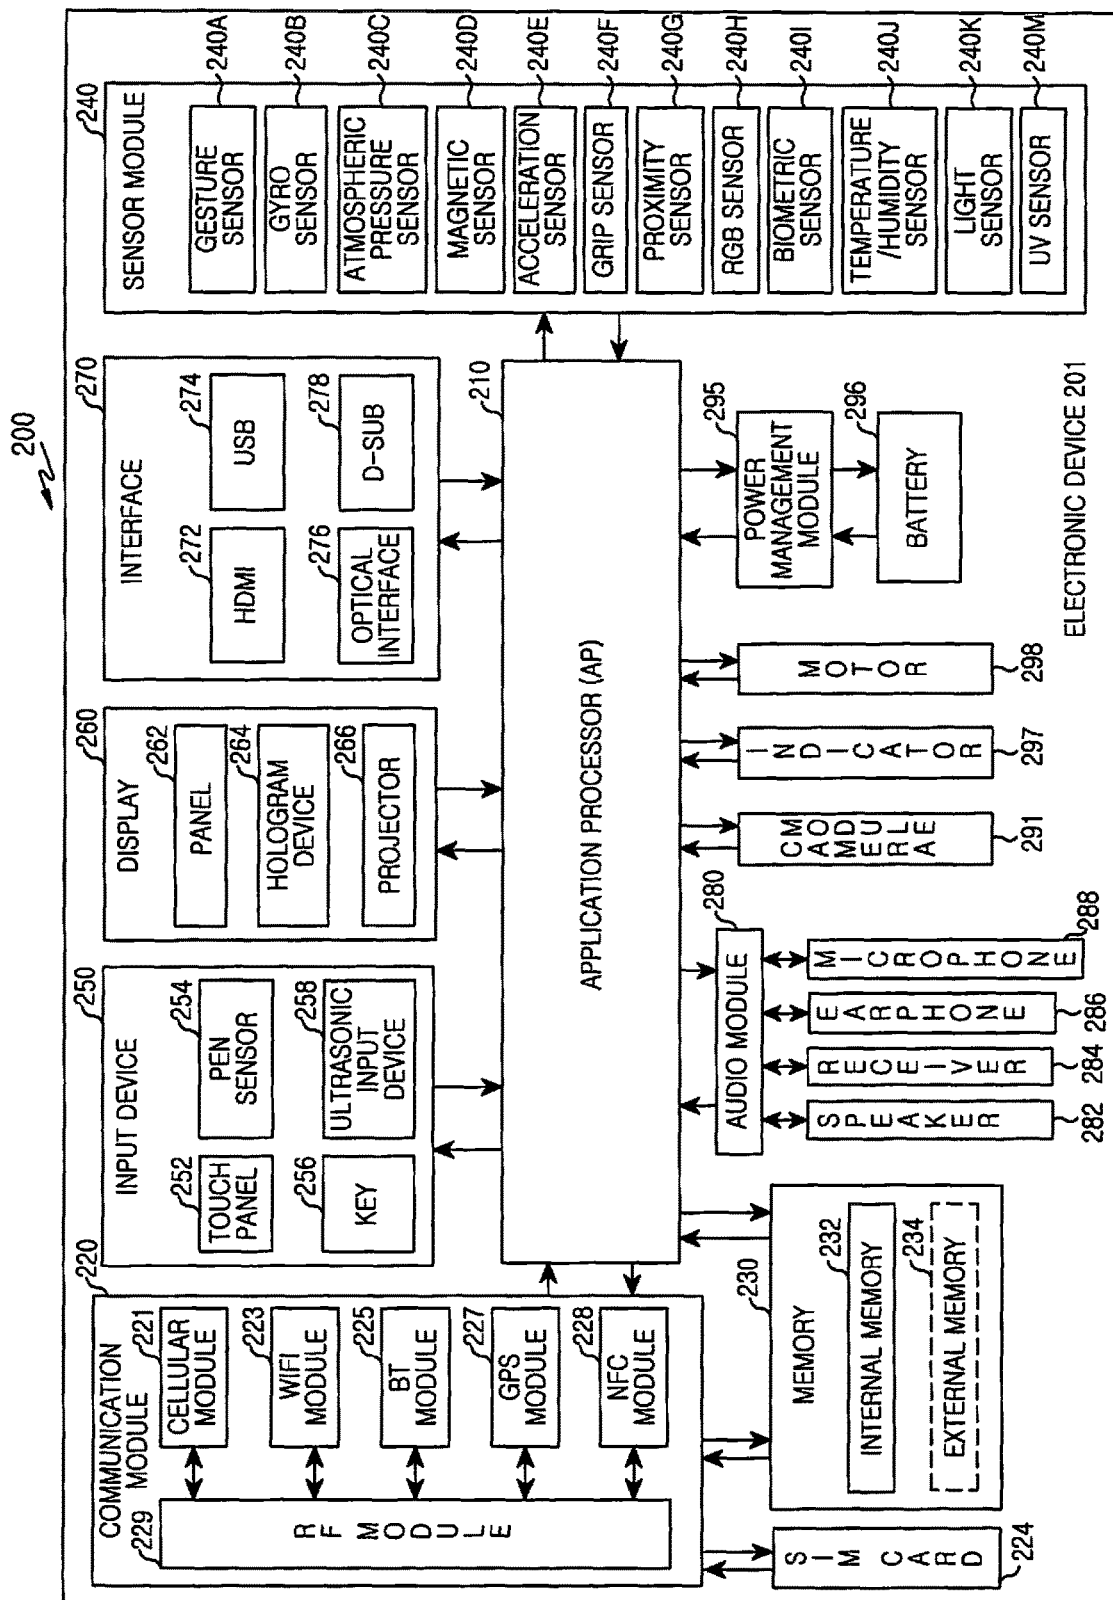 200
COMMUNICATION
MODULE
220
229
RF MODULE
221
CELLULAR
MODULE
223
WIFI
MODULE
225
BT
MODULE
227
GPS
MODULE
228
NFC
MODULE
INPUT DEVICE
250
252
TOUCH
PANEL
254
PEN
SENSOR
256
KEY
258
ULTRASONIC
INPUT
DEVICE
DISPLAY
260
262
PANEL
264
HOLOGRAM
DEVICE
266
PROJECTOR
INTERFACE
270
272
HDMI
274
USB
276
OPTICAL
INTERFACE
278
D-SUB
SENSOR MODULE
240
GESTURE
SENSOR
240A
GYRO
SENSOR
240B
ATMOSPHERIC
PRESSURE
SENSOR
240C
MAGNETIC
SENSOR
240D
ACCELERATION
SENSOR
240E
GRIP SENSOR
240F
PROXIMITY
SENSOR
240G
RGB SENSOR
240H
BIOMETRIC
SENSOR
240I
TEMPERATURE
/HUMIDITY
SENSOR
240J
LIGHT
SENSOR
240K
UV SENSOR
240M
APPLICATION PROCESSOR (AP)
210
SIM CARD
224
MEMORY
230
232
INTERNAL MEMORY
234
EXTERNAL MEMORY
AUDIO MODULE
280
SPEAKER
282
RECEIVER
284
EARPHONE
286
MICROPHONE
288
CAMERA
MODULE
291
INDICATOR
297
MOTOR
298
POWER
MANAGEMENT
MODULE
295
BATTERY
296
ELECTRONIC DEVICE 201